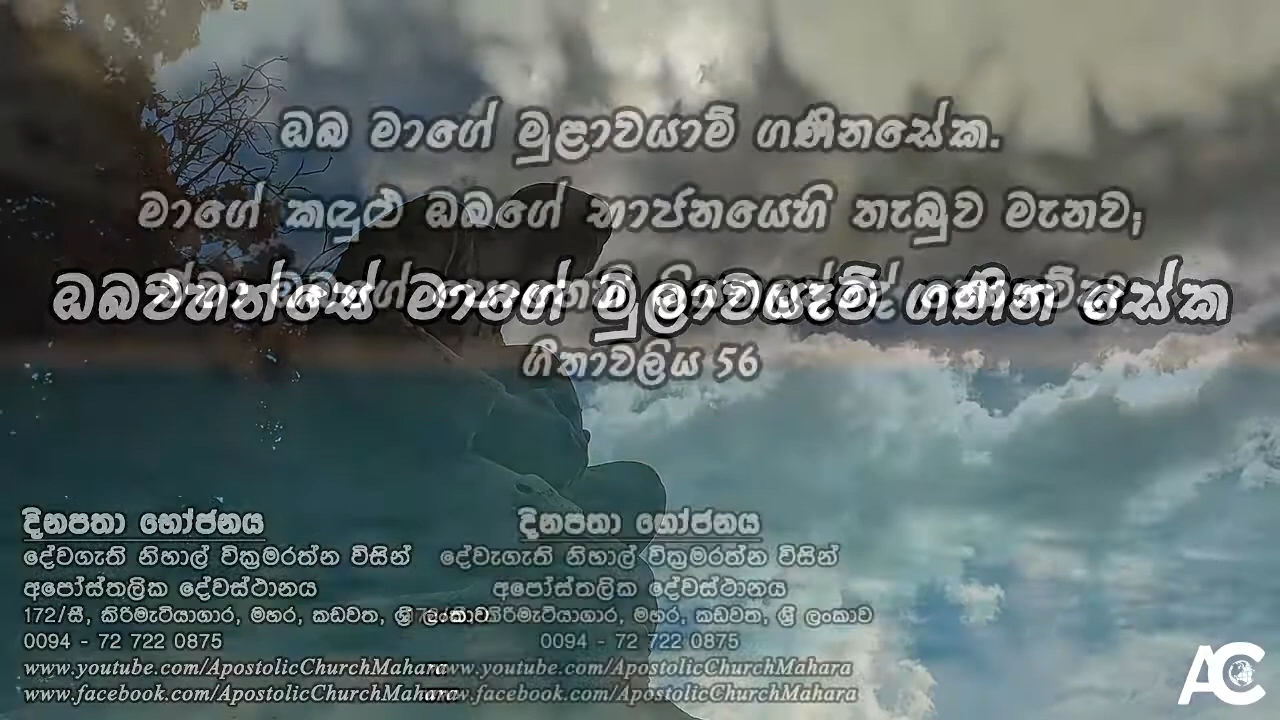 ඔබ මාගේ මුළාවයාම් ගණිනසේක.
මාගේ කඳුළු ඔබගේ භාජනයෙහි තැබුව මැනව;
ඔබවහන්සේ මාගේ මුලාවයෑම් ගණින සේක
ගීතාවලිය 56
දිනපතා භෝජනය
දේවගැති නිහාල් වික්‍රමරත්න විසින්
අපෝස්තලික දේවස්ථානය
172/සී, කිරිමැටියාගාර, මහර, කඩවත, ශ්‍රී ලංකාව
0094 - 72 722 0875
www.youtube.com/ApostolicChurchMahara
www.facebook.com/ApostolicChurchMahara
දිනපතා භෝජනය
දේවැගැති නිහාල් වික්‍රමරත්න විසින්
අපෝස්තලික දේවස්ථානය
කිරිමැටියාගාර, මහර, කඩවත, ශ්‍රී ලංකාව
0094 - 72 722 0875
www.youtube.com/ApostolicChurchMahara
www.facebook.com/ApostolicChurchMahara
AC